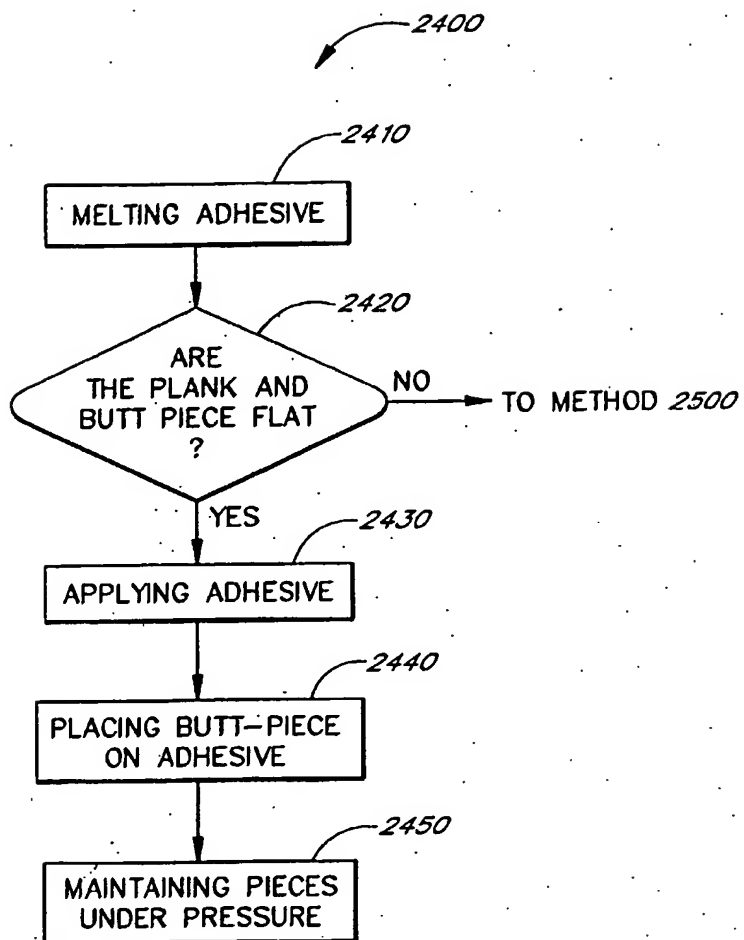 2400
2410
MELTING ADHESIVE
2420
ARE
THE PLANK AND
BUTT PIECE FLAT
?
NO
TO METHOD 2500
YES
2430
APPLYING ADHESIVE
2440
PLACING BUTT-PIECE
ON ADHESIVE
2450
MAINTAINING PIECES
UNDER PRESSURE